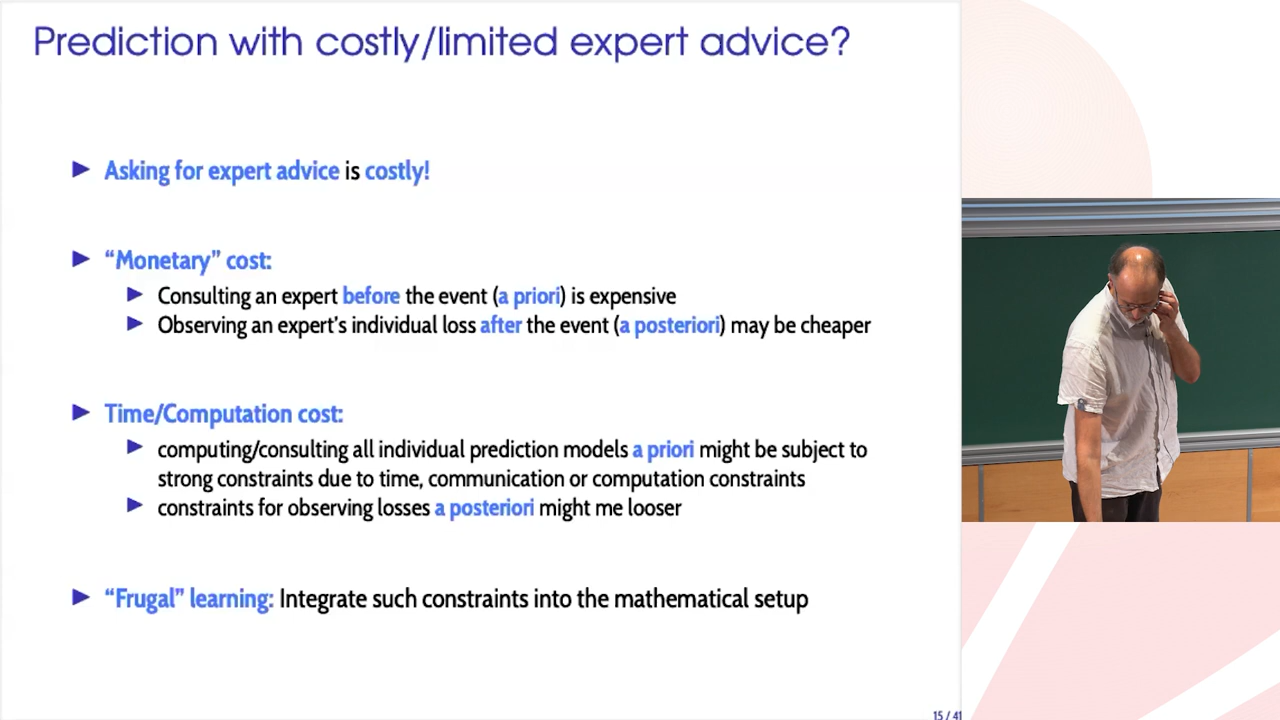 Prediction with costly/limited expert advice?
▶ Asking for expert advice is costly!
▶ “Monetary” cost:
▶ Consulting an expert before the event (a priori) is expensive
▶ Observing an expert’s individual loss after the event (a posteriori) may be cheaper
▶ Time/Computation cost:
▶ computing/consulting all individual prediction models a priori might be subject to
strong constraints due to time, communication or computation constraints
▶ constraints for observing losses a posteriori might me looser
▶ “Frugal” learning: Integrate such constraints into the mathematical setup
15 / 41